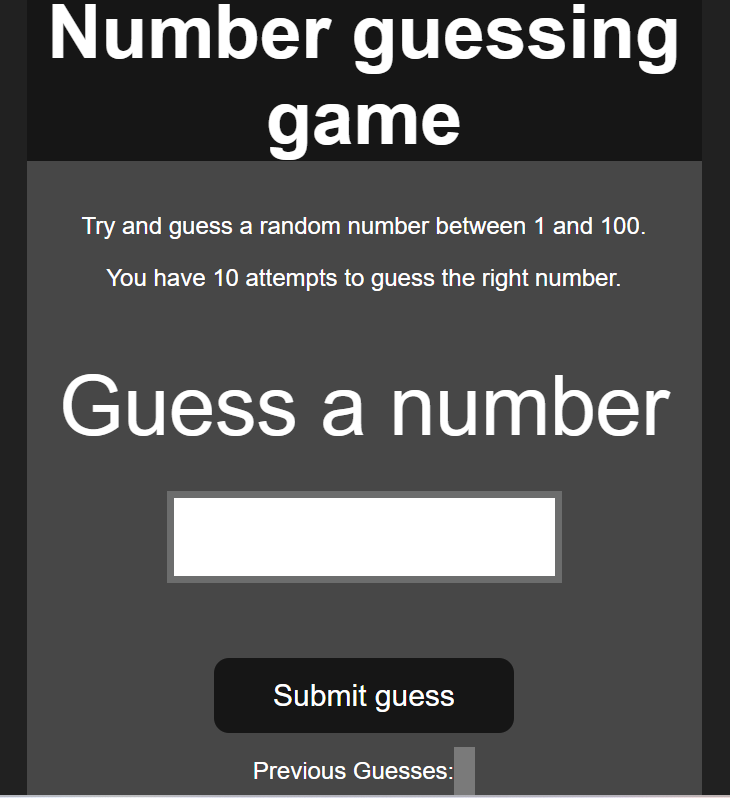 Number guessing
game
Try and guess a random number between 1 and 100.
You have 10 attempts to guess the right number.
Guess a number
Submit guess
Previous Guesses: